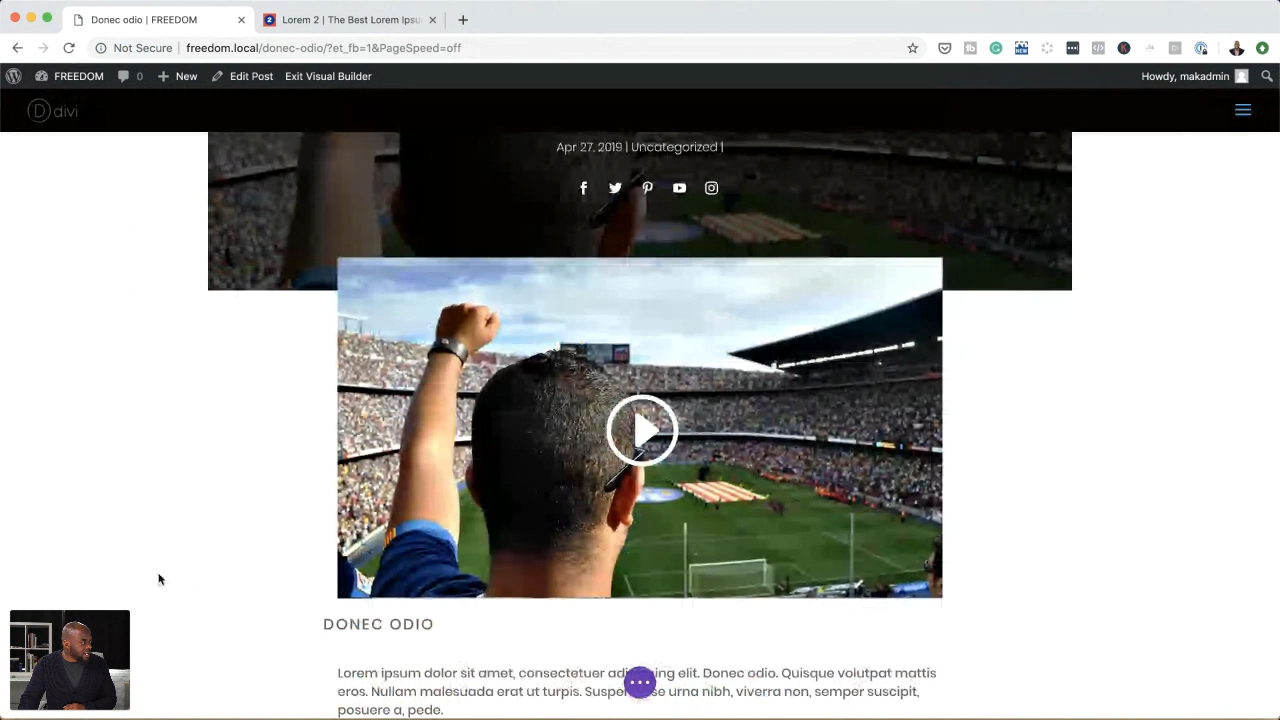 Donec odio | FREEDOM
Lorem 2 | The Best Lorem Ipsu
Not Secure | freedom.local/donec-odio/?et_fb=1&PageSpeed=off
FREEDOM 0 New Edit Post Exit Visual Builder Howdy, makadmin
D divi
Apr 27, 2019 | Uncategorized |
DONEC ODIO
Lorem ipsum dolor sit amet, consectetuer adi ing elit. Donec odio. Quisque volutpat mattis
eros. Nullam malesuada erat ut turpis. Suspe se urna nibh, viverra non, semper suscipit,
posuere a, pede.